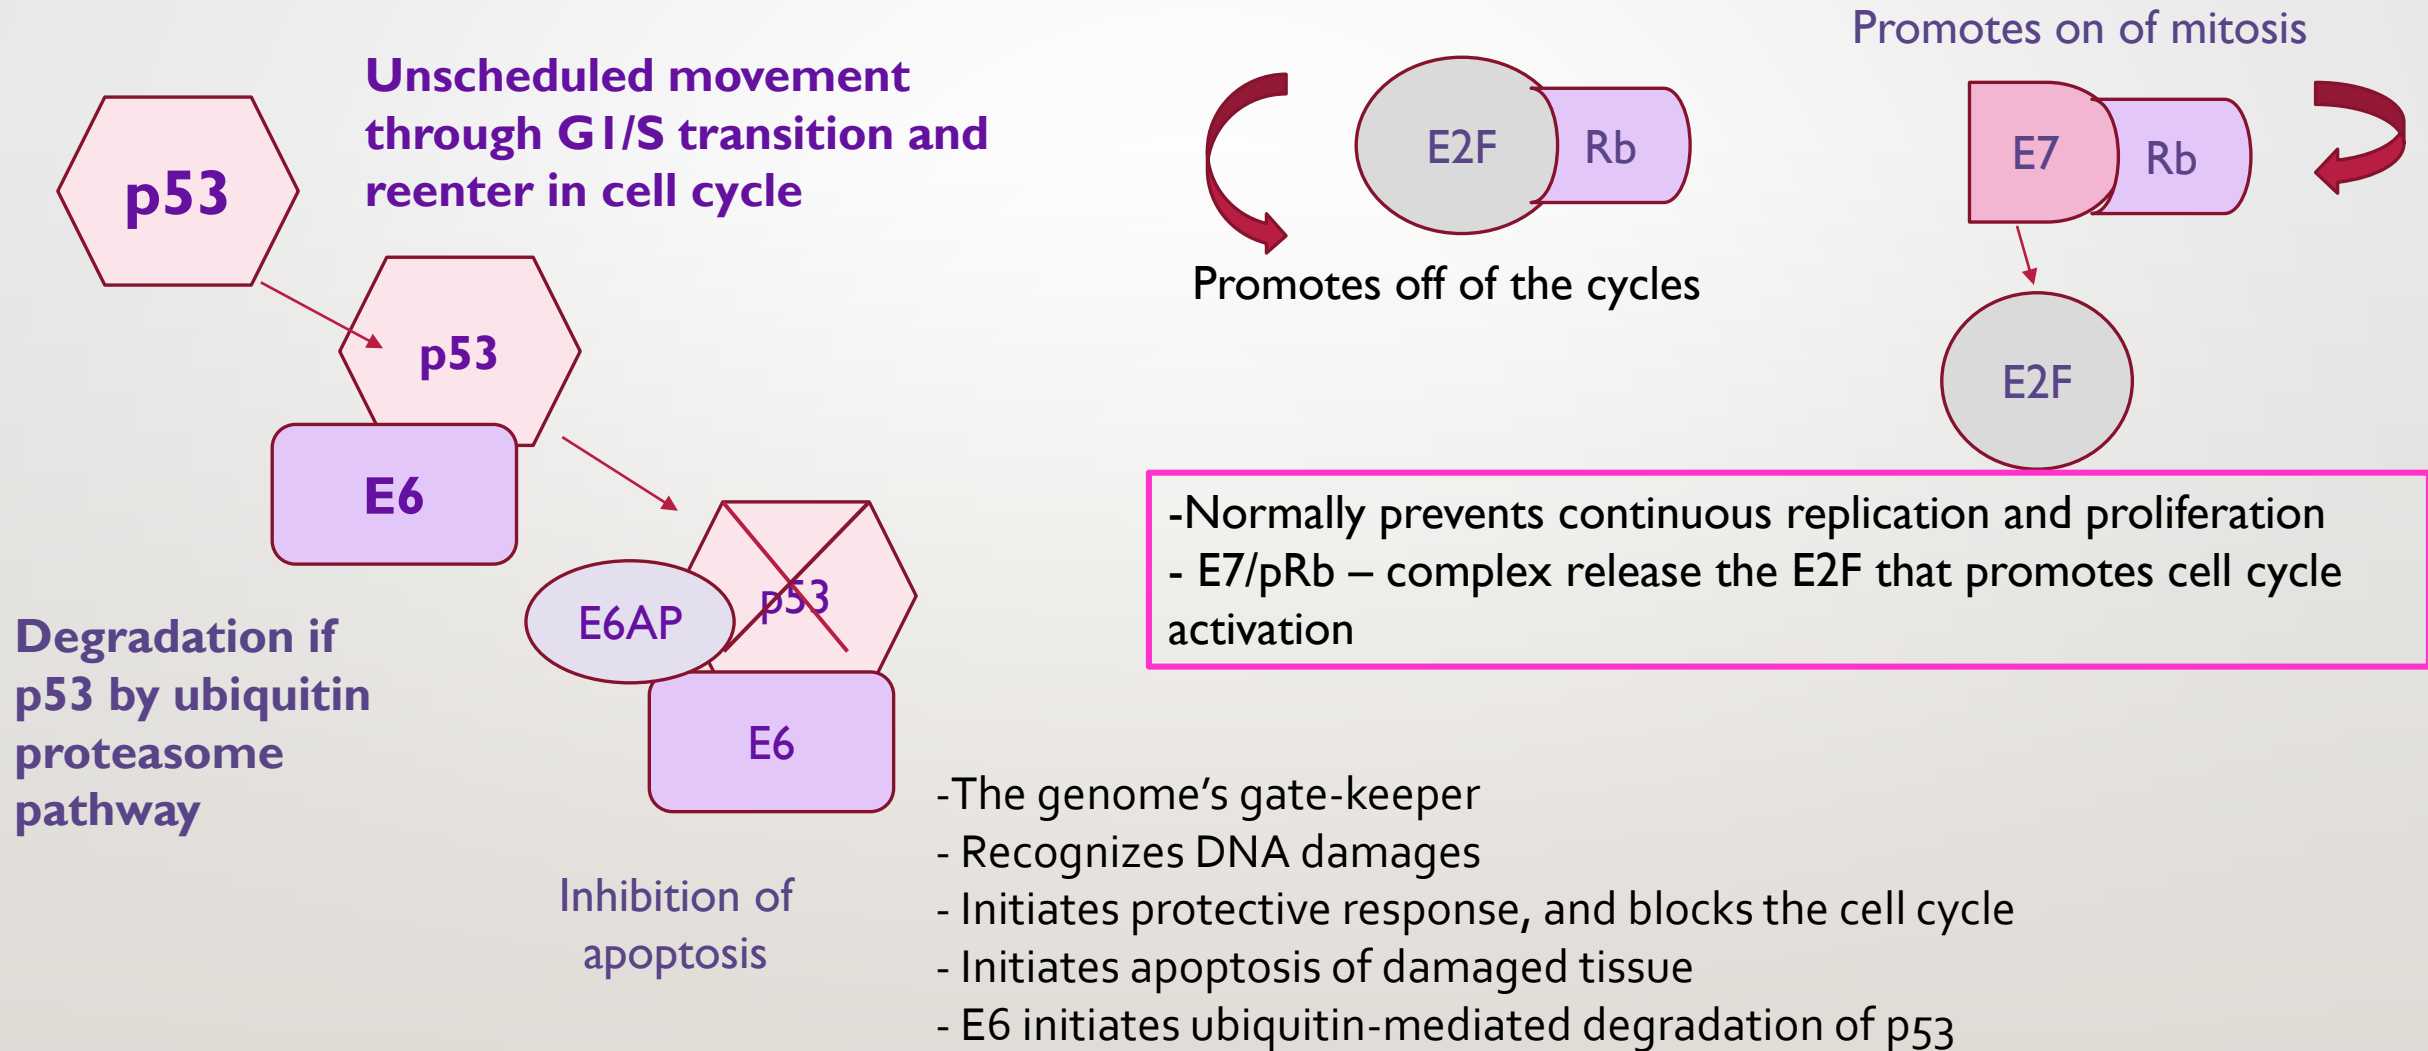 Promotes on of mitosis
Unscheduled movement
through G1/S transition and
reenter in cell cycle
p53
E2F
Rb
E7
Rb
Promotes off of the cycles
p53
E2F
E6
-Normally prevents continuous replication and proliferation
- E7/pRb – complex release the E2F that promotes cell cycle
activation
p53
E6AP
Degradation if
p53 by ubiquitin
proteasome
pathway
E6
Inhibition of
apoptosis
-The genome’s gate-keeper
- Recognizes DNA damages
- Initiates protective response, and blocks the cell cycle
- Initiates apoptosis of damaged tissue
- E6 initiates ubiquitin-mediated degradation of p53